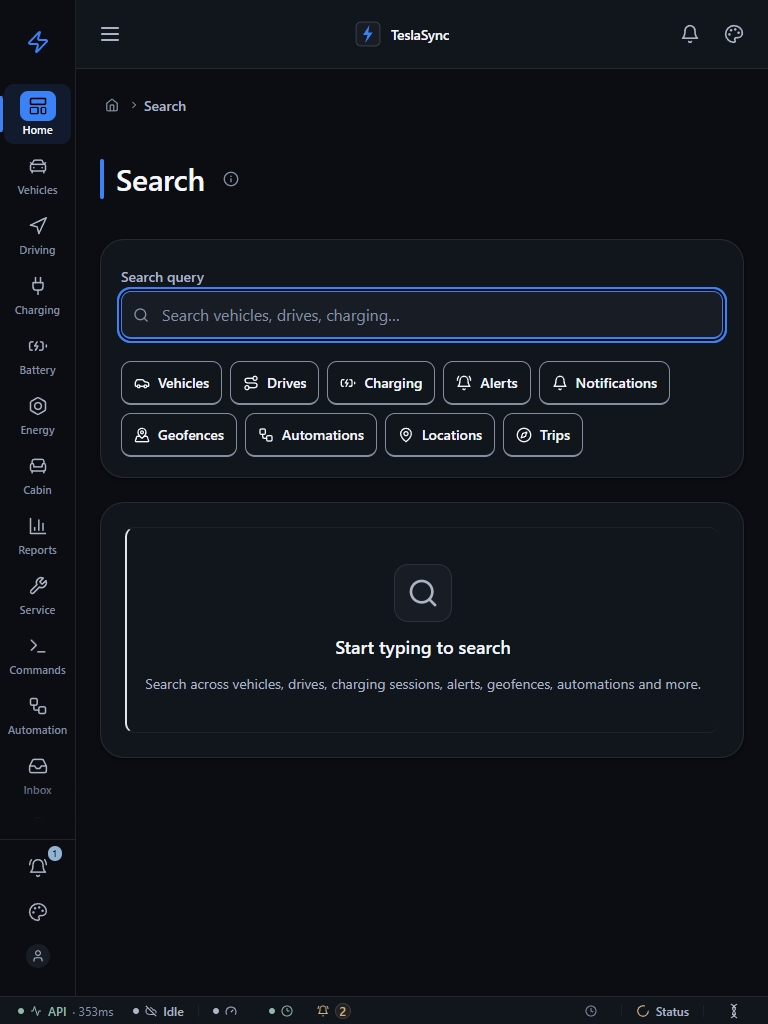 TeslaSync
Home
Vehicles
Driving
Charging
Battery
Energy
Cabin
Reports
Service
Commands
Automation
Inbox
1
Search
Search
Search query
Search vehicles, drives, charging...
Vehicles
Drives
Charging
Alerts
Notifications
Geofences
Automations
Locations
Trips
Start typing to search
Search across vehicles, drives, charging sessions, alerts, geofences, automations and more.
API · 353ms
Idle
2
Status